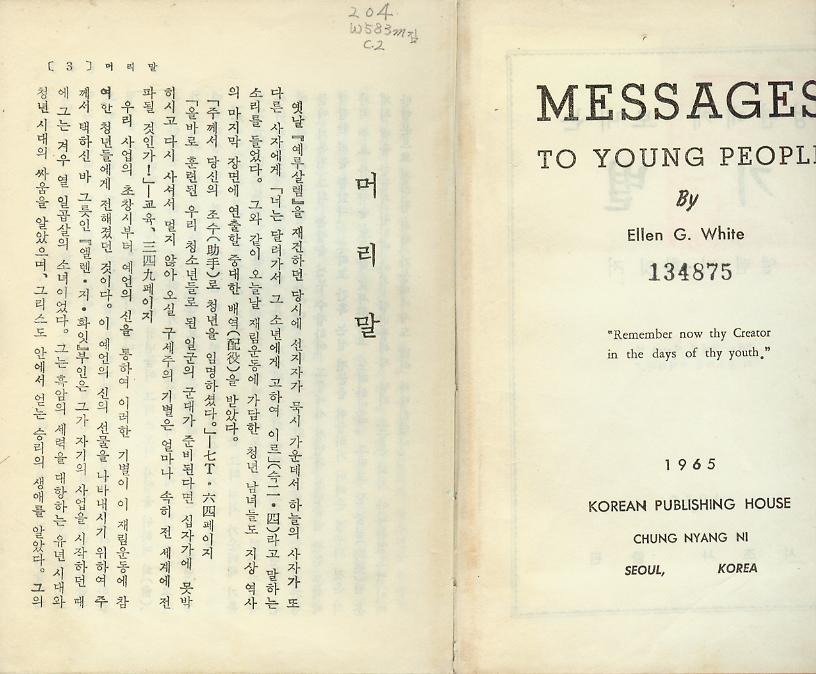 204
W583m집
C.2
[ 3 ] 머 리 말
머 리 말
옛날 『예루살렘』을 재건하던 당시에 선지자가 묵시 가운데서 하늘의 사자가 또
다른 사자에게 「너는 달려가서 그 소년에게 고하여 이르」(슥二·四)라고 말하는
소리를 들었다. 그와 같이 오늘날 재림운동에 가담한 청년 남녀들도 지상 역사
의 마지막 장면에 연출할 중대한 배역(配役)을 받았다.
「주께서 당신의 조수(助手)로 청년을 임명하셨다.」—七T·六四페이지
「올바로 훈련된 우리 청소년들로 된 일군의 군대가 준비된다면 십자가에 못박
히시고 다시 사셔서 멀지 않아 오실 구세주의 기별은 얼마나 속히 전 세계에 전
파될 것인가!」—교육、三四九페이지
우리 사업의 초창시부터 예언의 신을 통하여 이러한 기별이 이 재림운동에 참
여한 청년들에게 전해졌던 것이다. 이 예언의 신의 선물을 나타내시기 위하여 주
께서 택하신 바 그릇인 『엘렌·지·화잇』부인은 그가 자기의 사업을 시작하던 때
에 그는 겨우 열 일곱살의 소녀이었다. 그는 흑암의 세력을 대항하는 유년 시대와
청년 시대의 싸움을 알았으며、그리스도 안에서 얻는 승리의 생애를 알았다. 그의
MESSAGES
TO YOUNG PEOPLE
By
Ellen G. White
134875
"Remember now thy Creator
in the days of thy youth."
1965
KOREAN PUBLISHING HOUSE
CHUNG NYANG NI
SEOUL, KOREA